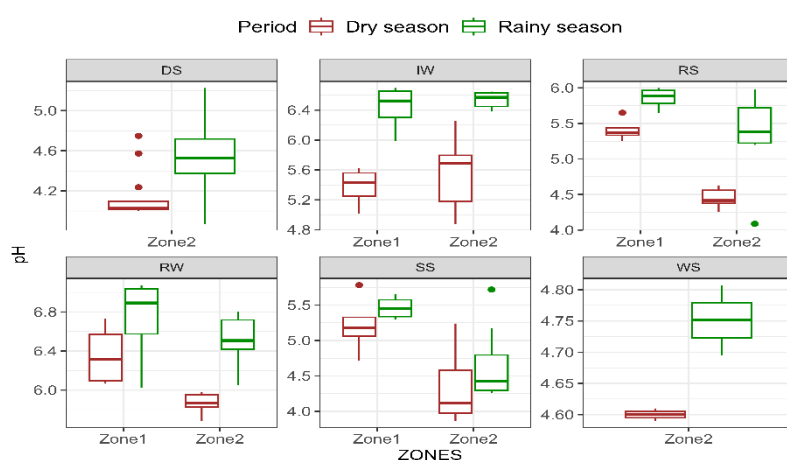 Period Dry season Rainy season
DS IW RS
5.0
4.6
4.2
6.4
6.0
5.6
5.2
4.8
6.0
5.5
5.0
4.5
4.0
Zone2
Zone1 Zone2
Zone1 Zone2
pH
RW SS WS
6.8
6.4
6.0
5.5
5.0
4.5
4.0
4.80
4.75
4.70
4.65
4.60
Zone1 Zone2
Zone1 Zone2
Zone2
ZONES